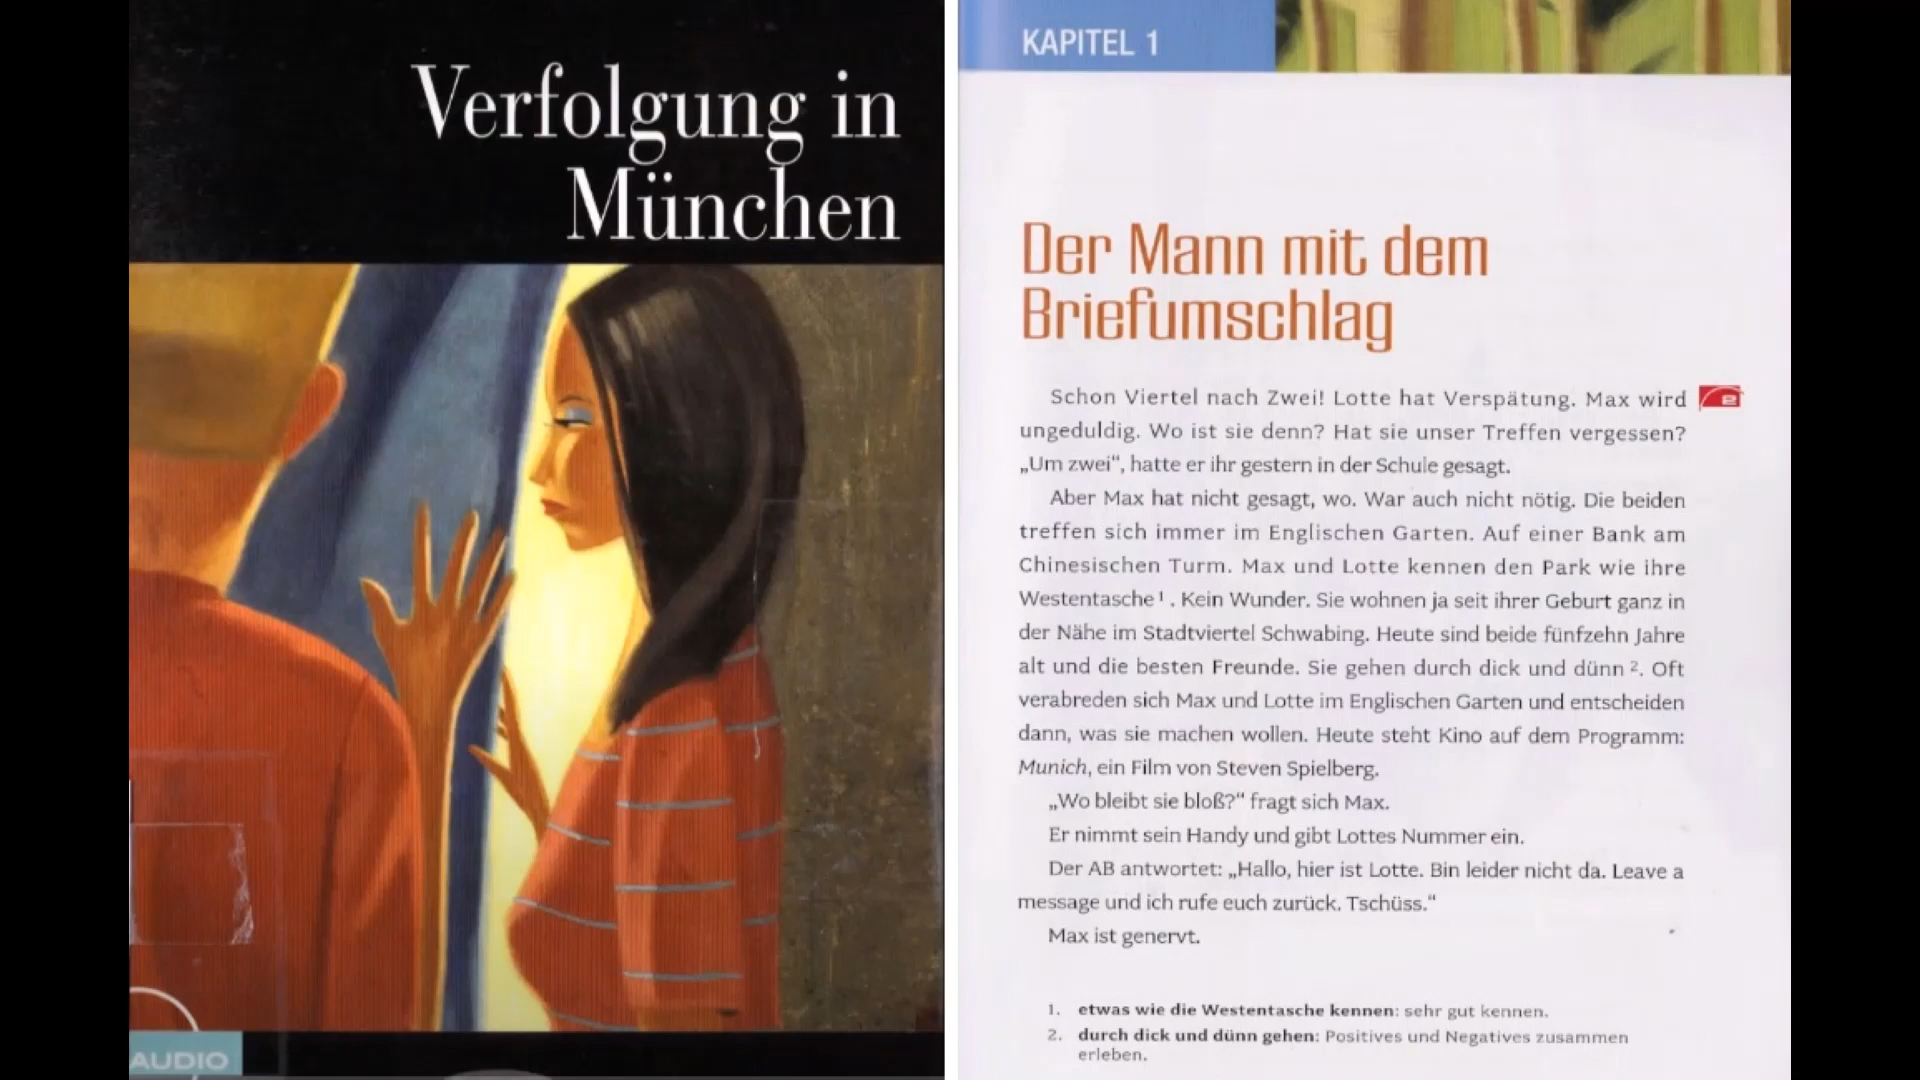 Verfolgung in
München
AUDIO
KAPITEL 1
Der Mann mit dem
Briefumschlag
Schon Viertel nach Zwei! Lotte hat Verspätung. Max wird
2
ungeduldig. Wo ist sie denn? Hat sie unser Treffen vergessen?
„Um zwei“, hatte er ihr gestern in der Schule gesagt.
Aber Max hat nicht gesagt, wo. War auch nicht nötig. Die beiden
treffen sich immer im Englischen Garten. Auf einer Bank am
Chinesischen Turm. Max und Lotte kennen den Park wie ihre
Westentasche ¹ . Kein Wunder. Sie wohnen ja seit ihrer Geburt ganz in
der Nähe im Stadtviertel Schwabing. Heute sind beide fünfzehn Jahre
alt und die besten Freunde. Sie gehen durch dick und dünn ². Oft
verabreden sich Max und Lotte im Englischen Garten und entscheiden
dann, was sie machen wollen. Heute steht Kino auf dem Programm:
Munich, ein Film von Steven Spielberg.
„Wo bleibt sie bloß?“ fragt sich Max.
Er nimmt sein Handy und gibt Lottes Nummer ein.
Der AB antwortet: „Hallo, hier ist Lotte. Bin leider nicht da. Leave a
message und ich rufe euch zurück. Tschüss.“
Max ist genervt.
1. etwas wie die Westentasche kennen: sehr gut kennen.
2. durch dick und dünn gehen: Positives und Negatives zusammen
erleben.